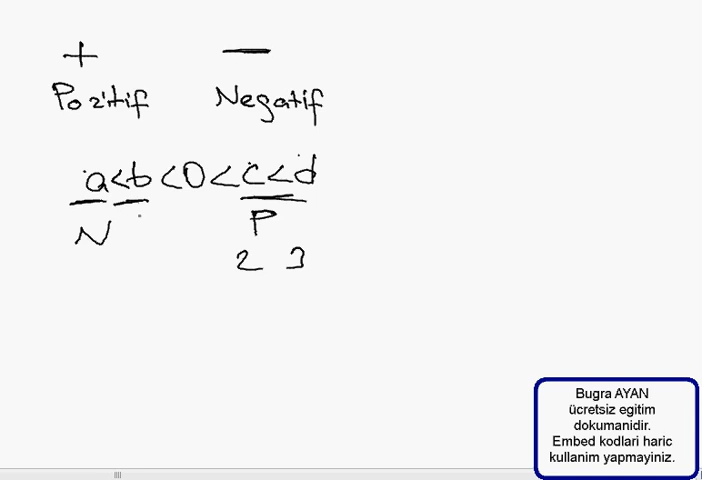 + −
Pozitif Negatif
a<b<0<c<d
N P
2 3
Bugra AYAN
ücretsiz egitim
dokumanidir.
Embed kodlari haric
kullanim yapmayiniz.